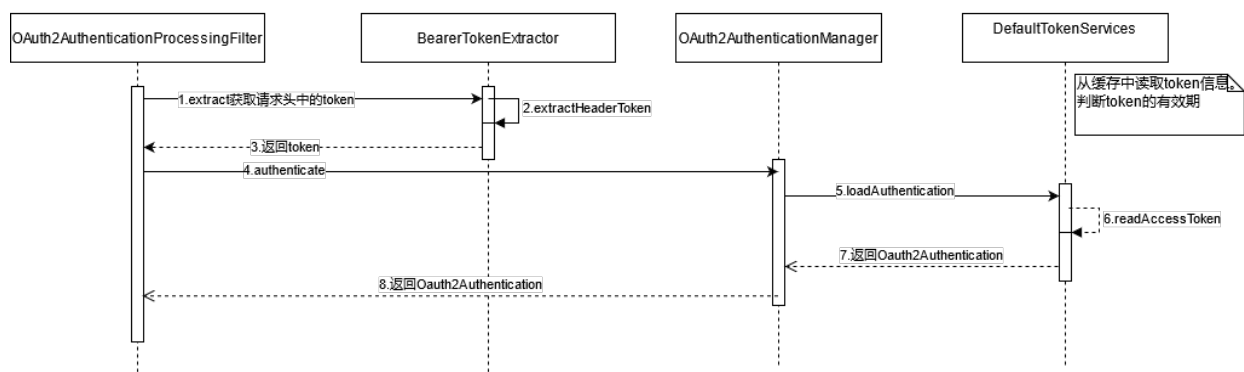 OAuth2AuthenticationProcessingFilter
BearerTokenExtractor
OAuth2AuthenticationManager
DefaultTokenServices
从缓存中读取token信息。
判断token的有效期
1.extract获取请求头中的token
2.extractHeaderToken
3.返回token
4.authenticate
5.loadAuthentication
6.readAccessToken
7.返回Oauth2Authentication
8.返回Oauth2Authentication